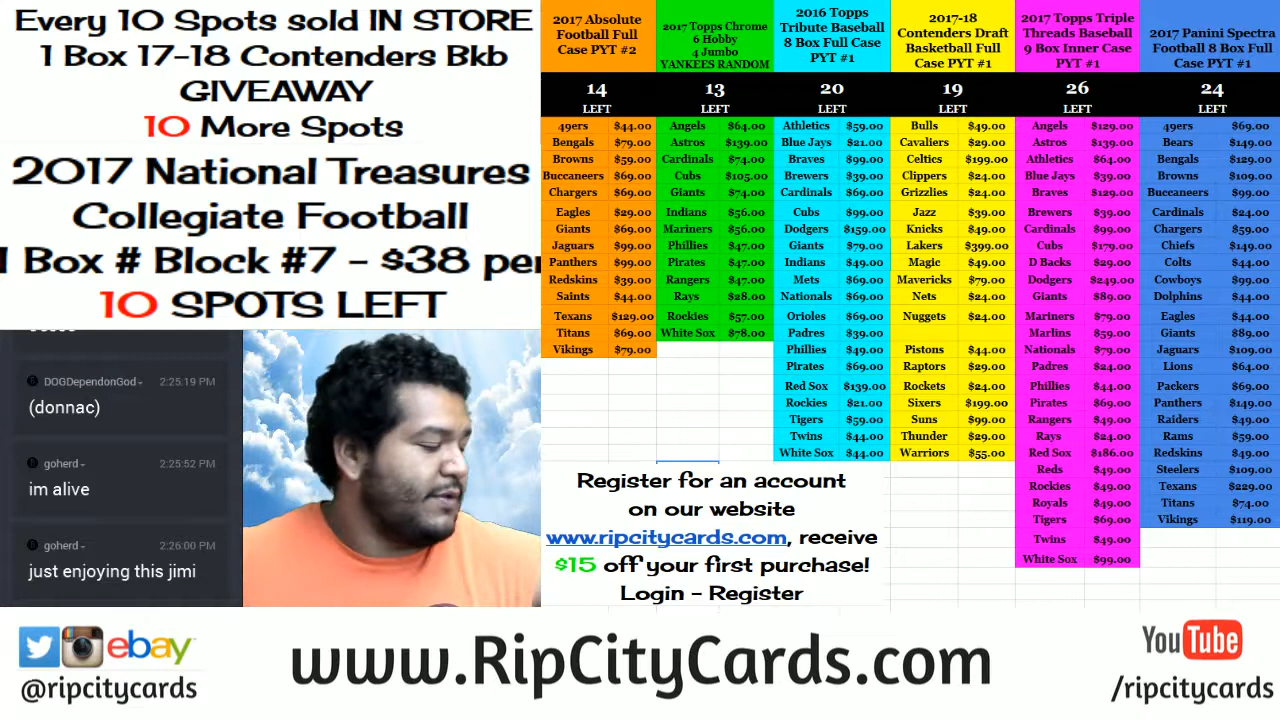 Every 10 Spots sold IN STORE
1 Box 17-18 Contenders Bkb
GIVEAWAY
10 More Spots
2017 National Treasures
Collegiate Football
1 Box # Block #7 - $38 per
10 SPOTS LEFT
DOGDependonGod
2:25:19 PM
(donnac)
goherd
2:25:52 PM
im alive
goherd
2:26:00 PM
just enjoying this jimi
2017 Absolute
Football Full
Case PYT #2
14
LEFT
49ers $44.00
Bengals $79.00
Browns $59.00
Buccaneers $69.00
Chargers $69.00
Eagles $29.00
Giants $69.00
Jaguars $99.00
Panthers $99.00
Redskins $39.00
Saints $44.00
Texans $129.00
Titans $69.00
Vikings $79.00
2017 Topps Chrome
6 Hobby
4 Jumbo
YANKEES RANDOM
13
LEFT
Angels $64.00
Astros $139.00
Cardinals $74.00
Cubs $105.00
Giants $74.00
Indians $56.00
Mariners $56.00
Phillies $47.00
Pirates $47.00
Rangers $47.00
Rays $28.00
Rockies $57.00
White Sox $78.00
2016 Topps
Tribute Baseball
8 Box Full Case
PYT #1
20
LEFT
Athletics $59.00
Blue Jays $21.00
Braves $99.00
Brewers $39.00
Cardinals $69.00
Cubs $99.00
Dodgers $159.00
Giants $79.00
Indians $49.00
Mets $69.00
Nationals $69.00
Orioles $69.00
Padres $39.00
Phillies $49.00
Pirates $69.00
Red Sox $139.00
Rockies $21.00
Tigers $59.00
Twins $44.00
White Sox $44.00
2017-18
Contenders Draft
Basketball Full
Case PYT #1
19
LEFT
Bulls $49.00
Cavaliers $29.00
Celtics $199.00
Clippers $24.00
Grizzlies $24.00
Jazz $39.00
Knicks $49.00
Lakers $399.00
Magic $49.00
Mavericks $79.00
Nets $24.00
Nuggets $24.00
Pistons $44.00
Raptors $29.00
Rockets $24.00
Sixers $199.00
Suns $99.00
Thunder $29.00
Warriors $55.00
2017 Topps Triple
Threads Baseball
9 Box Inner Case
PYT #1
26
LEFT
Angels $129.00
Astros $139.00
Athletics $64.00
Blue Jays $39.00
Braves $129.00
Brewers $39.00
Cardinals $99.00
Cubs $179.00
D Backs $29.00
Dodgers $249.00
Giants $89.00
Mariners $79.00
Marlins $59.00
Nationals $79.00
Padres $24.00
Phillies $44.00
Pirates $69.00
Rangers $49.00
Rays $24.00
Red Sox $186.00
Reds $49.00
Rockies $49.00
Royals $49.00
Tigers $69.00
Twins $49.00
White Sox $99.00
2017 Panini Spectra
Football 8 Box Full
Case PYT #1
24
LEFT
49ers $69.00
Bears $149.00
Bengals $129.00
Browns $109.00
Buccaneers $99.00
Cardinals $24.00
Chargers $59.00
Chiefs $149.00
Colts $44.00
Cowboys $99.00
Dolphins $44.00
Eagles $44.00
Giants $89.00
Jaguars $109.00
Lions $64.00
Packers $69.00
Panthers $149.00
Raiders $49.00
Rams $59.00
Redskins $49.00
Steelers $109.00
Texans $229.00
Titans $74.00
Vikings $119.00
Register for an account
on our website
www.ripcitycards.com, receive
$15 off your first purchase!
Login - Register
ebay
@ripcitycards
www.RipCityCards.com
YouTube
/ripcitycards